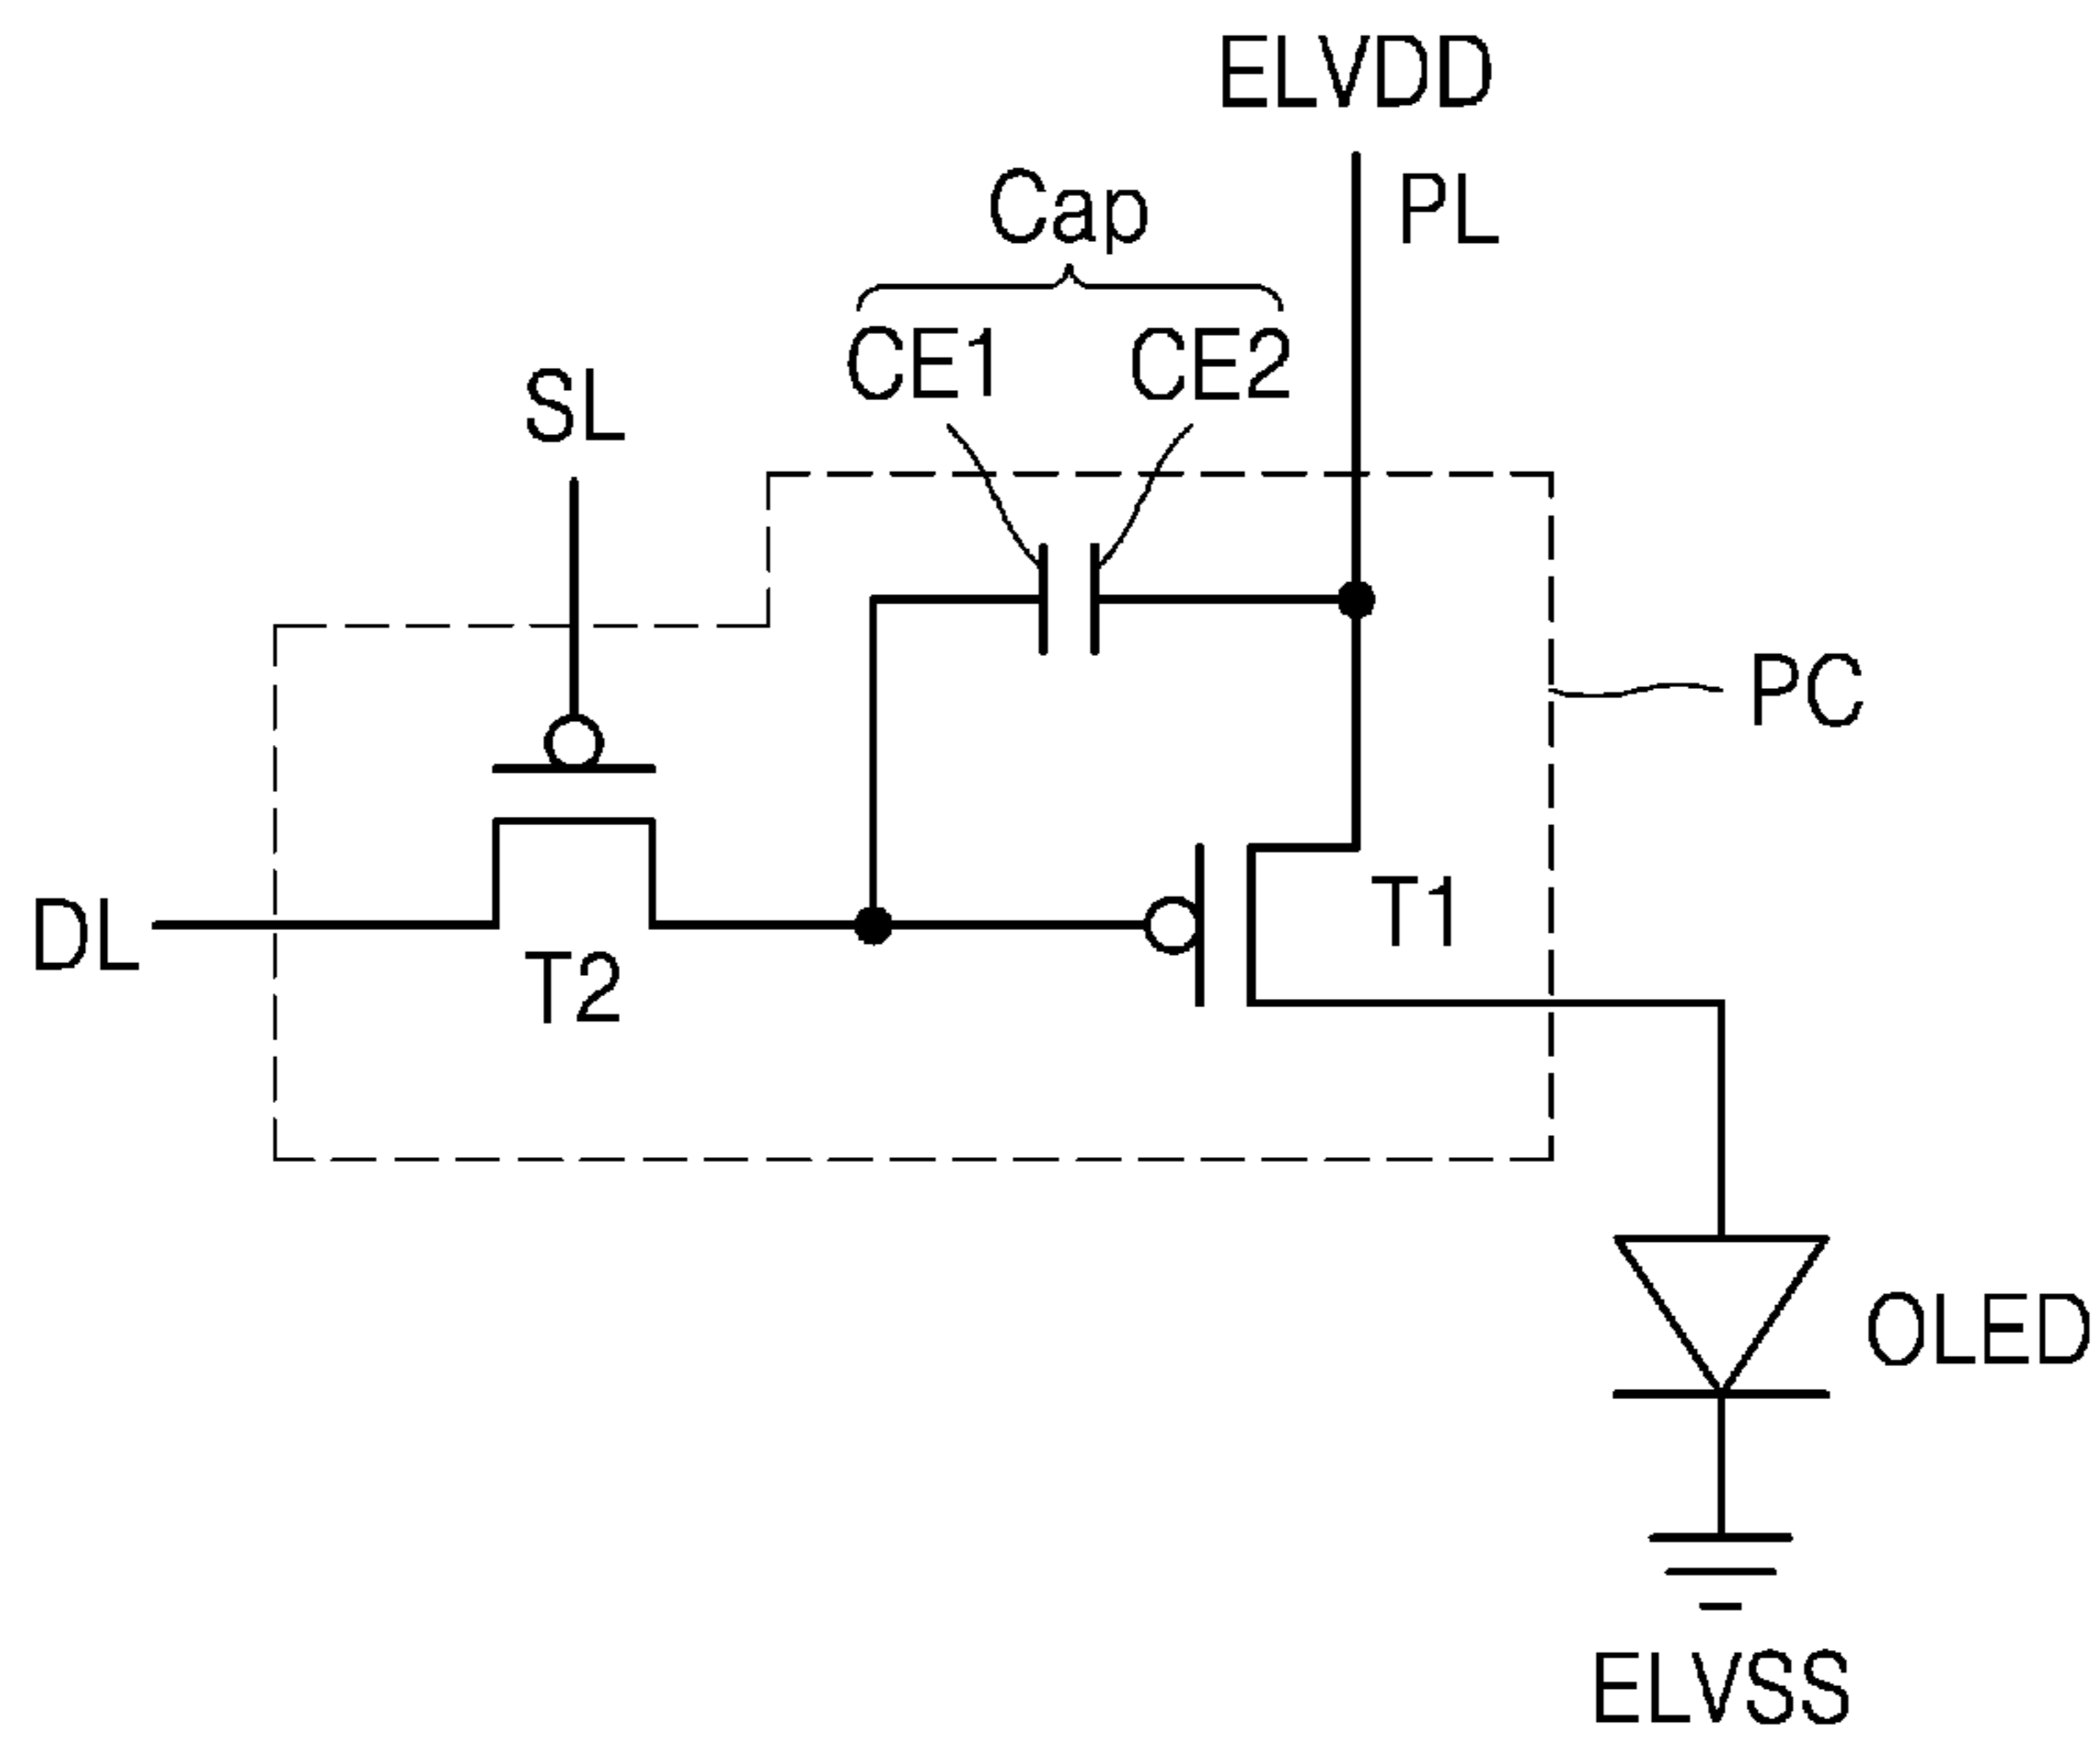 ELVDD
PL
Cap
CE1 CE2
SL
PC
DL
T2
T1
OLED
ELVSS